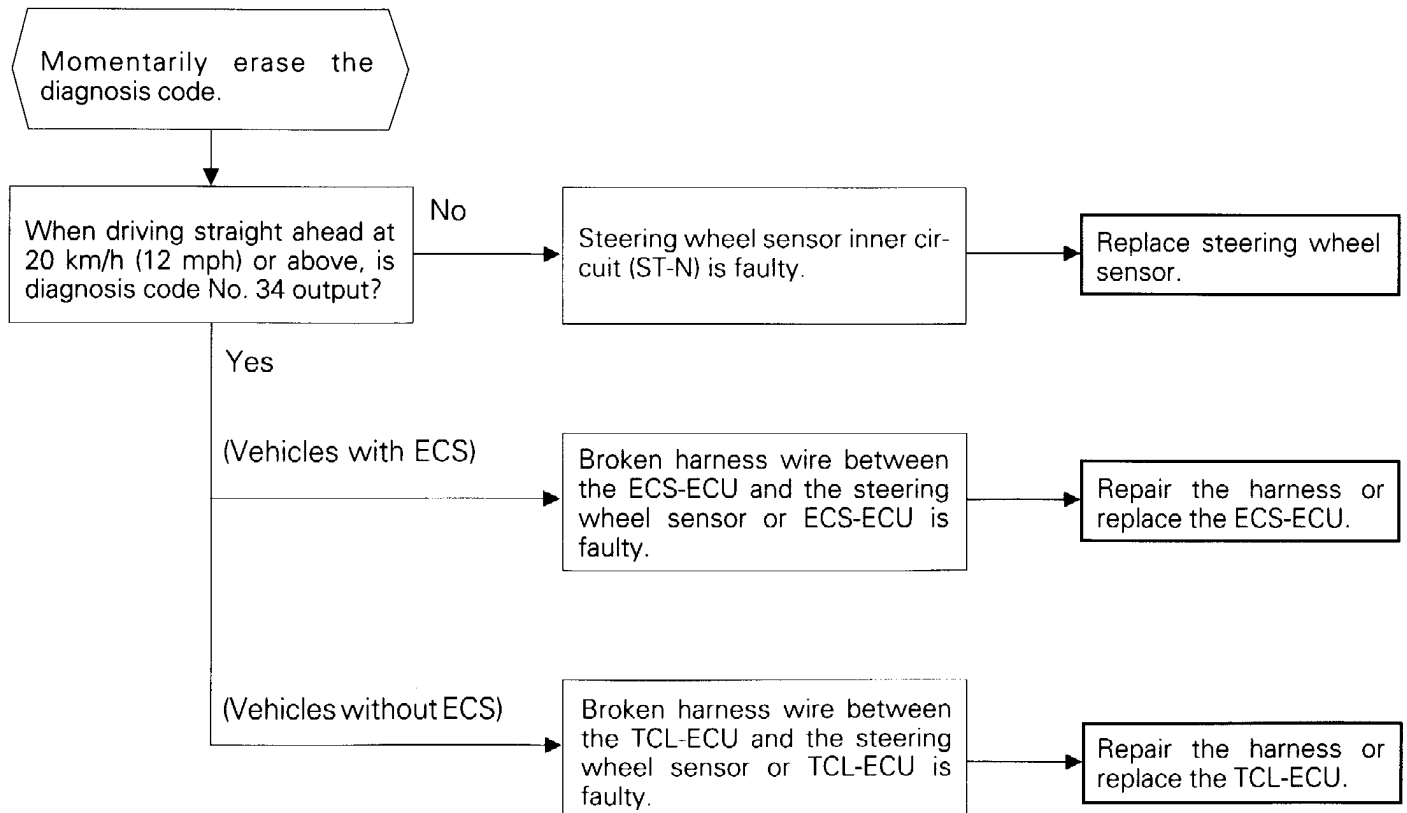 Momentarily erase the
diagnosis code.
When driving straight ahead at
20 km/h (12 mph) or above, is
diagnosis code No. 34 output?
No
Steering wheel sensor inner cir-
cuit (ST-N) is faulty.
Replace steering wheel
sensor.
Yes
(Vehicles with ECS)
Broken harness wire between
the ECS-ECU and the steering
wheel sensor or ECS-ECU is
faulty.
Repair the harness or
replace the ECS-ECU.
(Vehicles without ECS)
Broken harness wire between
the TCL-ECU and the steering
wheel sensor or TCL-ECU is
faulty.
Repair the harness or
replace the TCL-ECU.